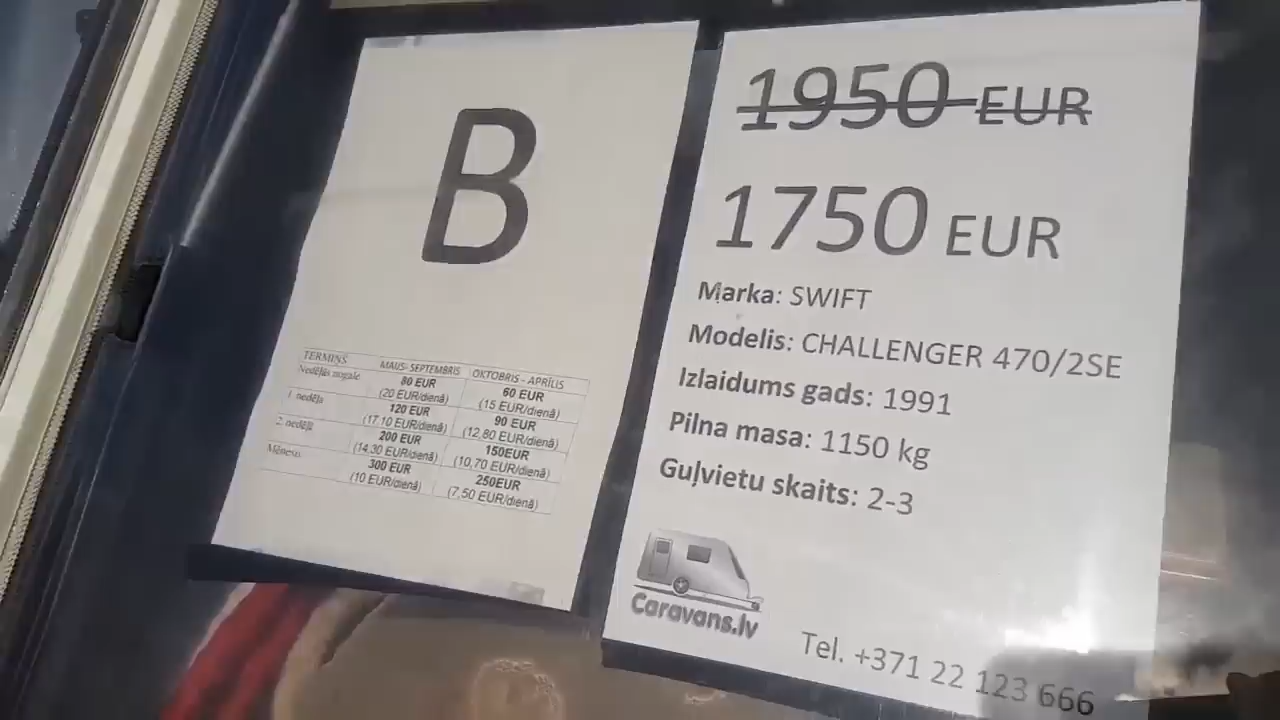 B
TERMIŅŠ MAIJS- SEPTEMBRIS OKTOBRIS - APRĪLIS
Nedēļās nogale 80 EUR 60 EUR
(20 EUR/dienā) (15 EUR/dienā)
1. nedēļa 120 EUR 90 EUR
(17,10 EUR/dienā) (12,80 EUR/dienā)
2. nedēļa 200 EUR 150EUR
(14,30 EUR/dienā) (10,70 EUR/dienā)
Mēnesis 300 EUR 250EUR
(10 EUR/dienā) (7,50 EUR/dienā)
1950 EUR
1750 EUR
Marka: SWIFT
Modelis: CHALLENGER 470/2SE
Izlaidums gads: 1991
Pilna masa: 1150 kg
Guļvietu skaits: 2-3
Caravans.lv
Tel. +371 22 123 666